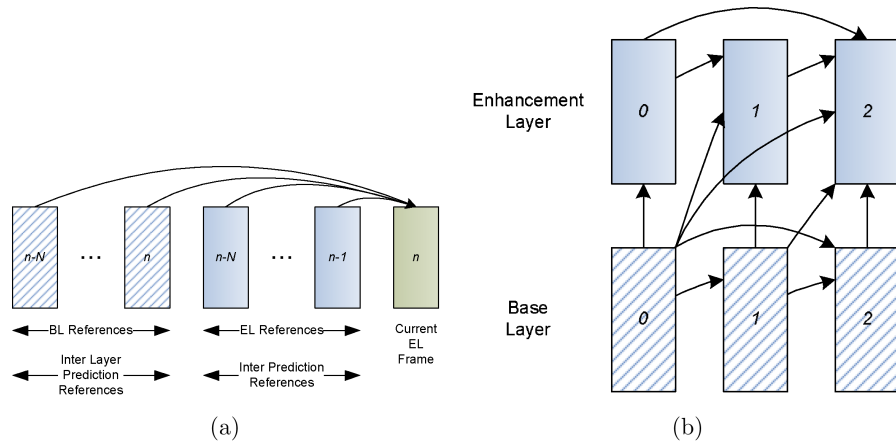 n-N
n
n-N
n-1
n
BL References
EL References
Current
EL
Frame
Inter Layer
Prediction
References
Inter Prediction
References
(a)
Enhancement
Layer
0
1
2
Base
Layer
0
1
2
(b)